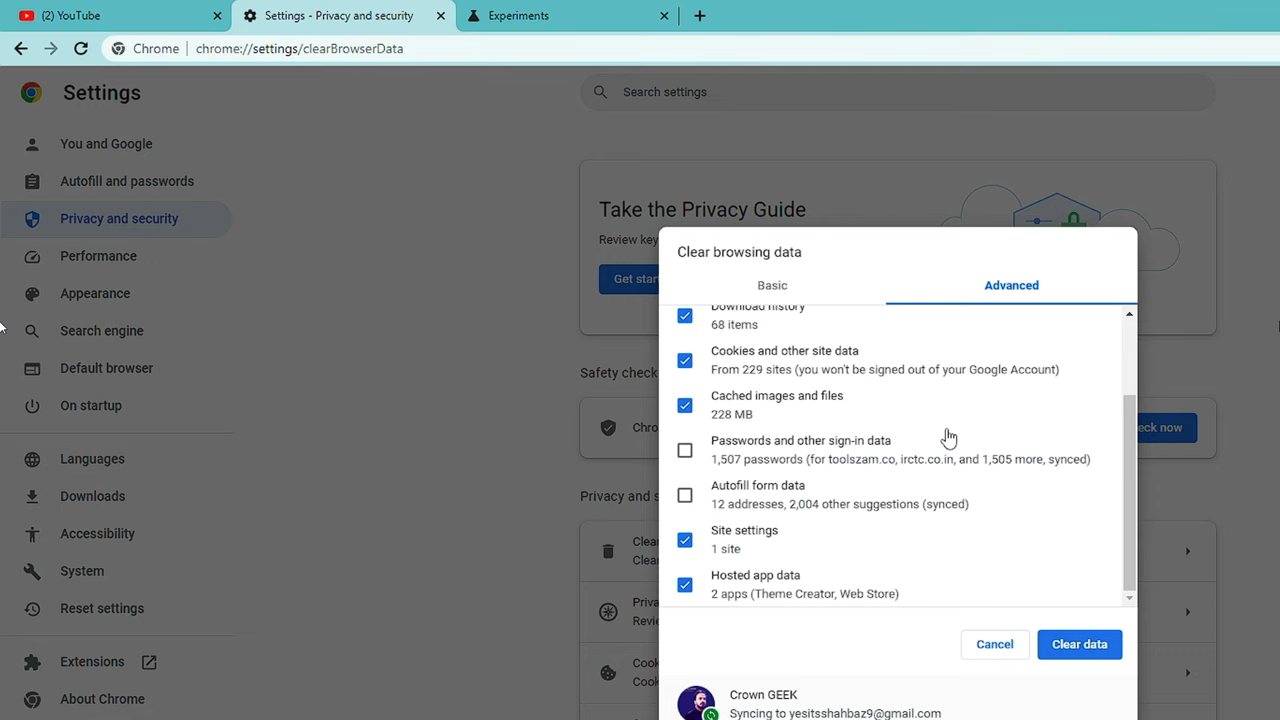 (2) YouTube
Settings - Privacy and security
Experiments
Chrome
chrome://settings/clearBrowserData
Settings
Search settings
You and Google
Autofill and passwords
Privacy and security
Performance
Appearance
Search engine
Default browser
On startup
Languages
Downloads
Accessibility
System
Reset settings
Extensions
About Chrome
Take the Privacy Guide
Review key
Get star
Safety check
Chro
eck now
Privacy and s
Clear
Clear
Priva
Revie
Cook
Cook
Clear browsing data
Basic
Advanced
Download history
68 items
Cookies and other site data
From 229 sites (you won't be signed out of your Google Account)
Cached images and files
228 MB
Passwords and other sign-in data
1,507 passwords (for toolszam.co, irctc.co.in, and 1,505 more, synced)
Autofill form data
12 addresses, 2,004 other suggestions (synced)
Site settings
1 site
Hosted app data
2 apps (Theme Creator, Web Store)
Cancel
Clear data
Crown GEEK
Syncing to yesitsshahbaz9@gmail.com